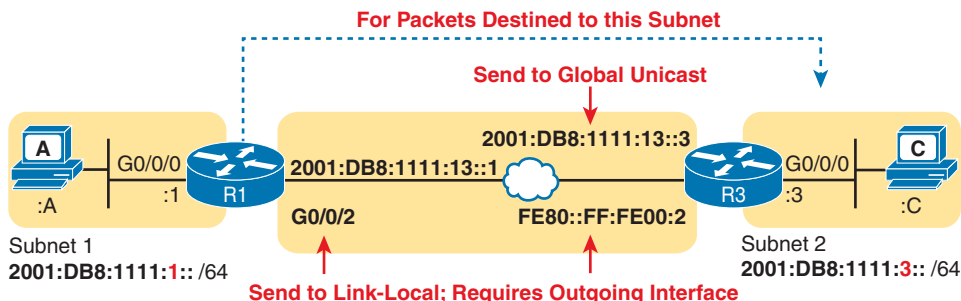 For Packets Destined to this Subnet
Send to Global Unicast
2001:DB8:1111:13::3
A
G0/0/0
:A
:1
R1
2001:DB8:1111:13::1
G0/0/2
FE80::FF:FE00:2
R3
G0/0/0
:3
C
:C
Subnet 1
2001:DB8:1111:1:: /64
Subnet 2
2001:DB8:1111:3:: /64
Send to Link-Local; Requires Outgoing Interface